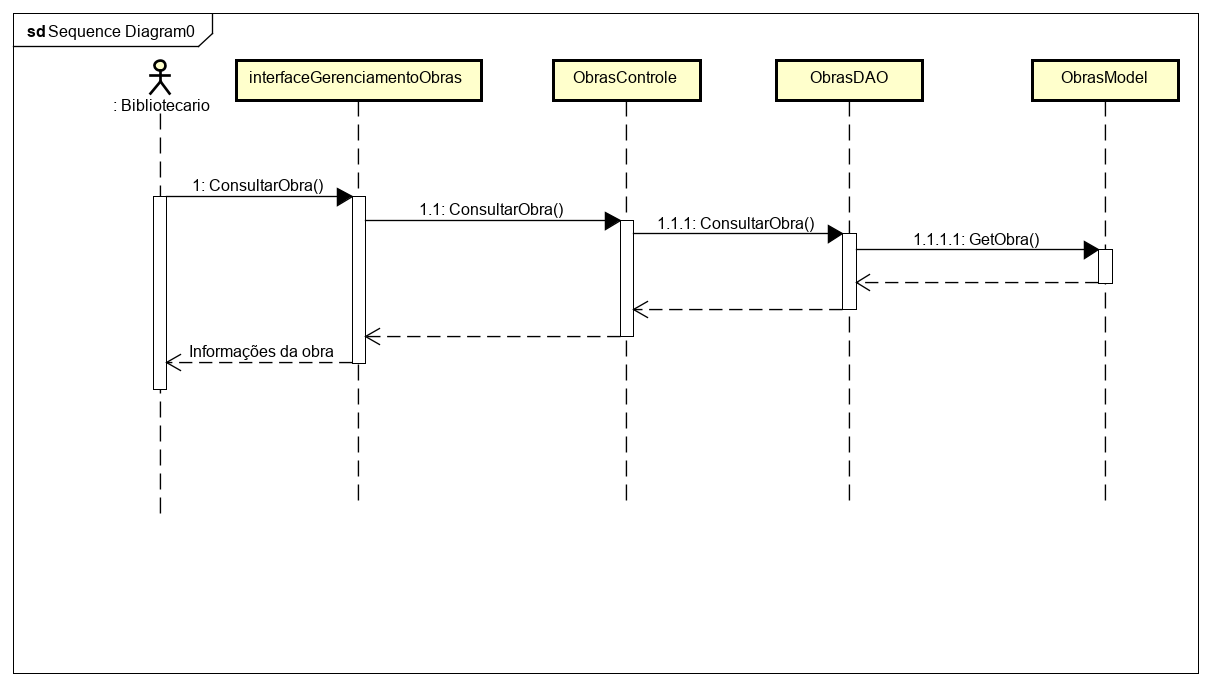 sd Sequence Diagram0
: Bibliotecario
interfaceGerenciamentoObras
ObrasControle
ObrasDAO
ObrasModel
1: ConsultarObra()
1.1: ConsultarObra()
1.1.1: ConsultarObra()
1.1.1.1: GetObra()
Informações da obra